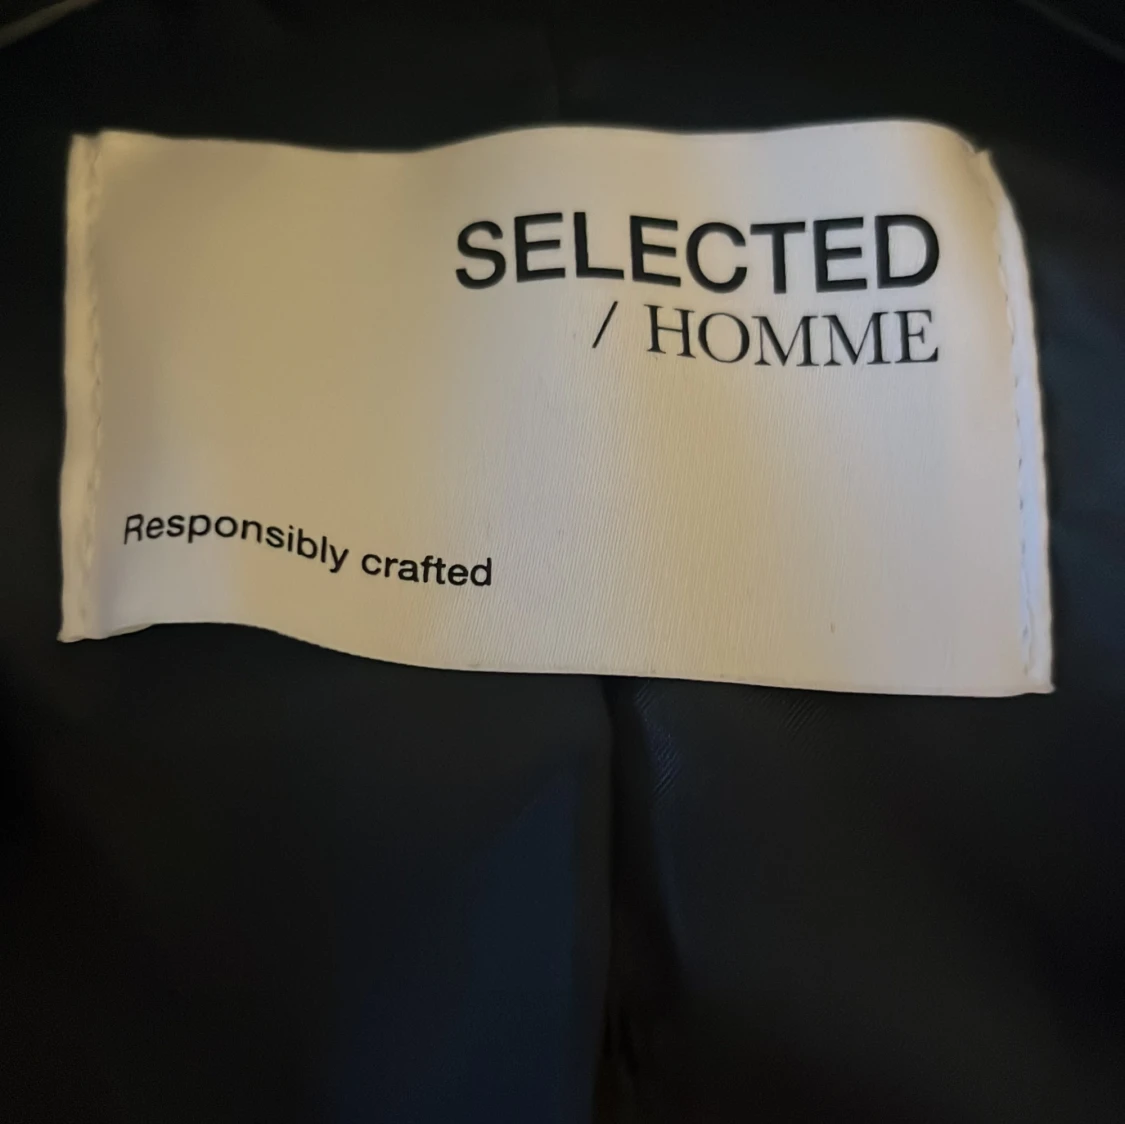 SELECTED
/ HOMME
Responsibly crafted